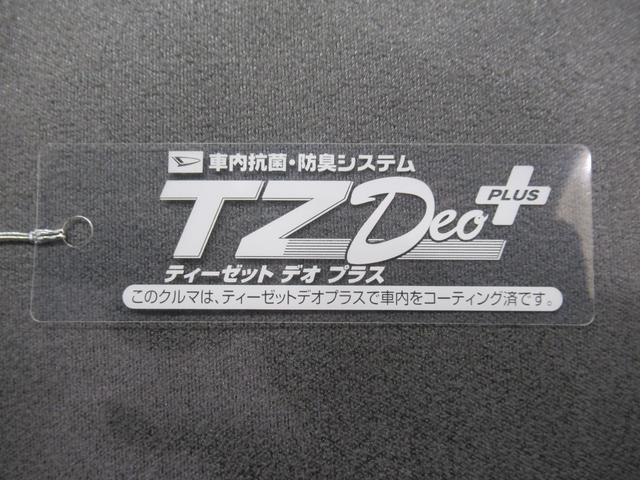 車内抗菌・防臭システム
TZ Deo PLUS
ティーゼット デオ プラス
このクルマは、ティーゼットデオプラスで車内をコーティング済です。